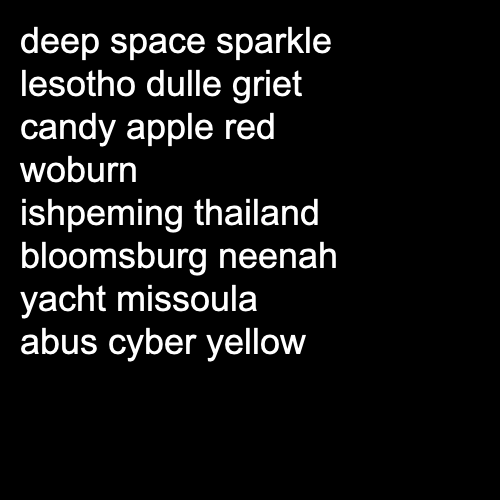 deep space sparkle
lesotho dulle griet
candy apple red
woburn
ishpeming thailand
bloomsburg neenah
yacht missoula
abus cyber yellow